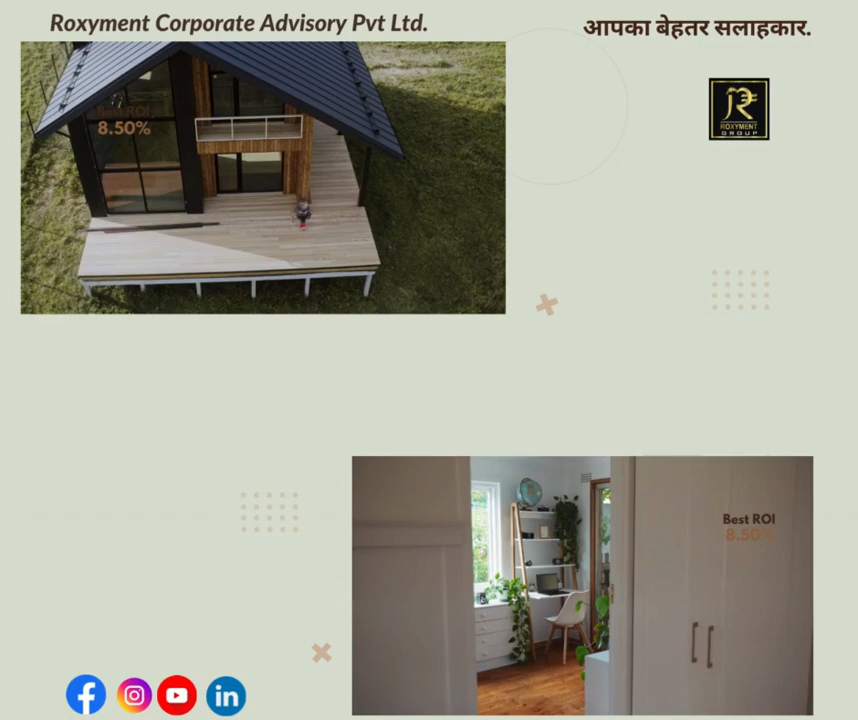 Roxyment Corporate Advisory Pvt Ltd.
आपका बेहतर सलाहकार.
Best ROI
8.50%
ROXYMENT
GROUP
Best ROI
8.50%